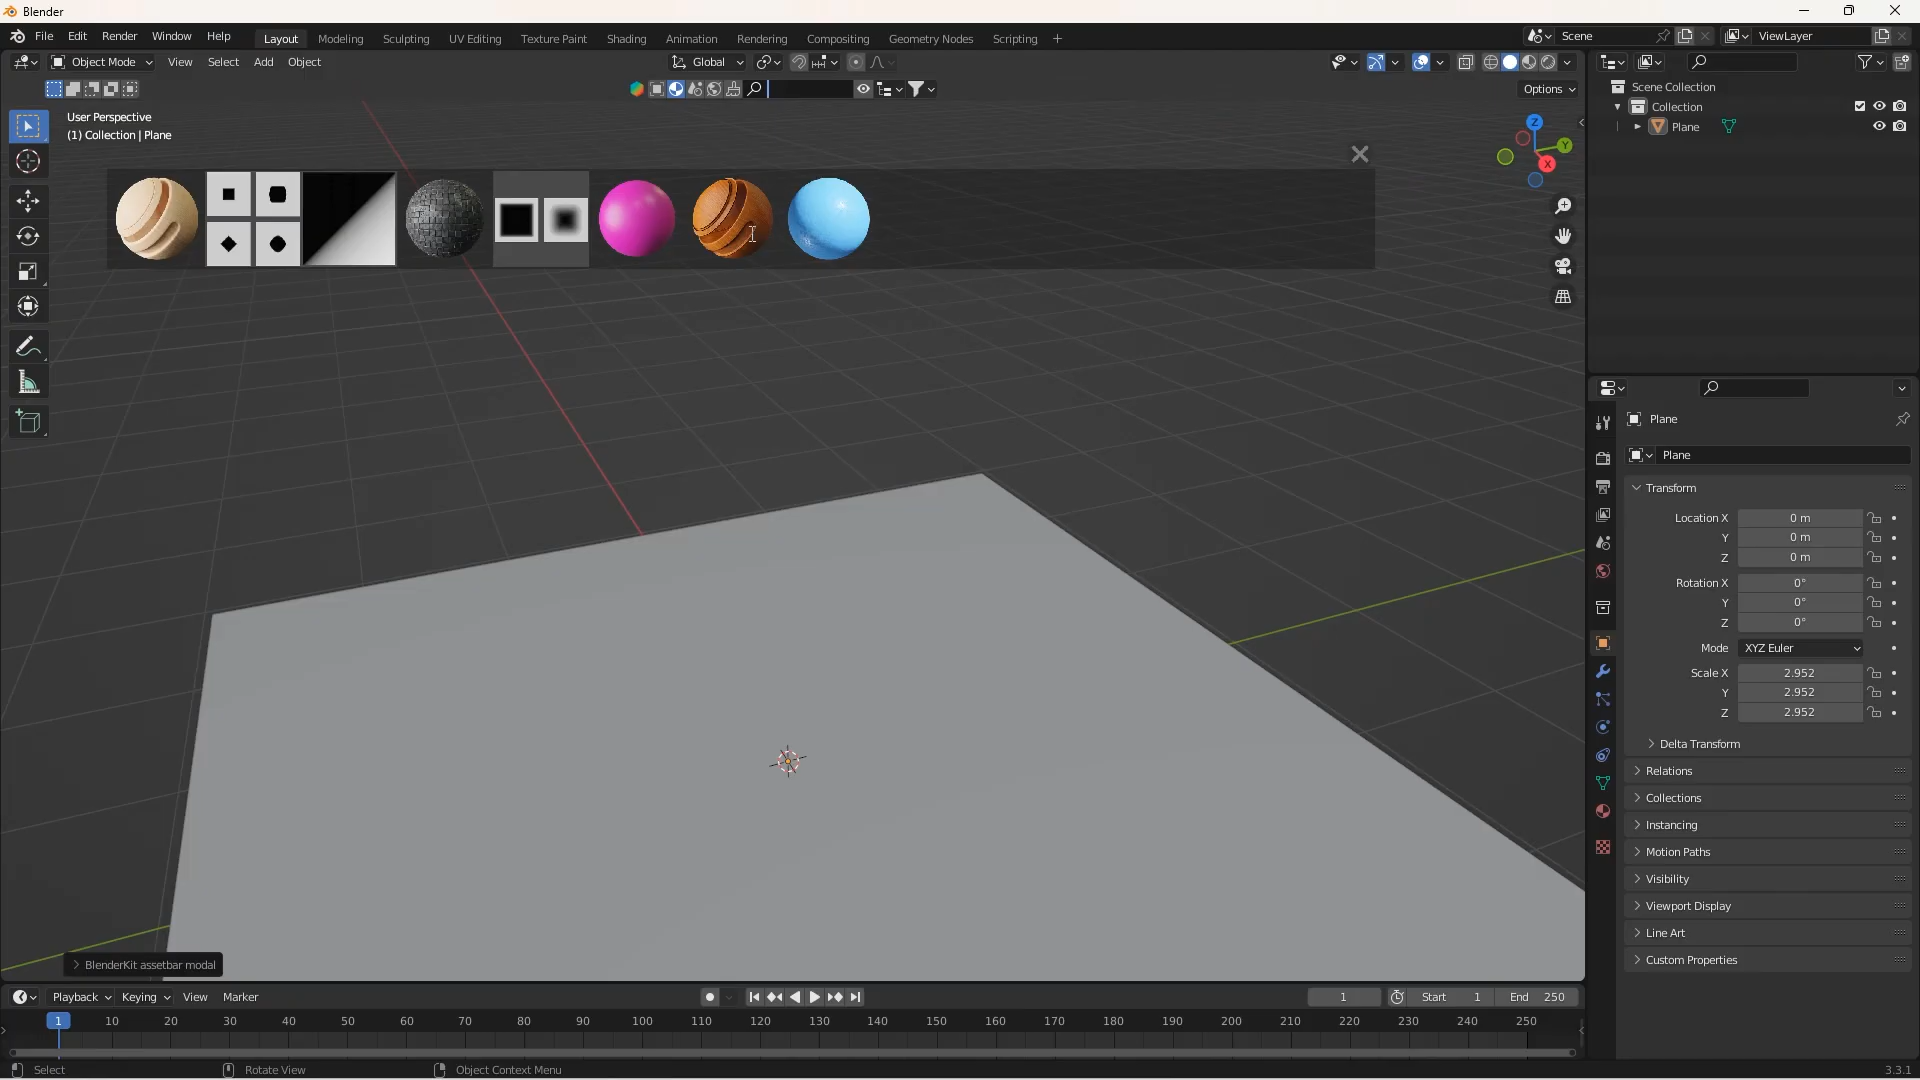 Blender
File Edit Render Window Help Layout Modeling Sculpting UV Editing Texture Paint Shading Animation Rendering Compositing Geometry Nodes Scripting + Scene ViewLayer
Object Mode View Select Add Object Global
Options
User Perspective
(1) Collection | Plane
Z
Y
X
BlenderKit assetbar modal
Scene Collection
Collection
Plane
Plane
Plane
Transform
Location X 0 m
Y 0 m
Z 0 m
Rotation X 0°
Y 0°
Z 0°
Mode XYZ Euler
Scale X 2.952
Y 2.952
Z 2.952
Delta Transform
Relations
Collections
Instancing
Motion Paths
Visibility
Viewport Display
Line Art
Custom Properties
Playback Keying View Marker 1 Start 1 End 250
1 10 20 30 40 50 60 70 80 90 100 110 120 130 140 150 160 170 180 190 200 210 220 230 240 250
Select Rotate View Object Context Menu 3.3.1